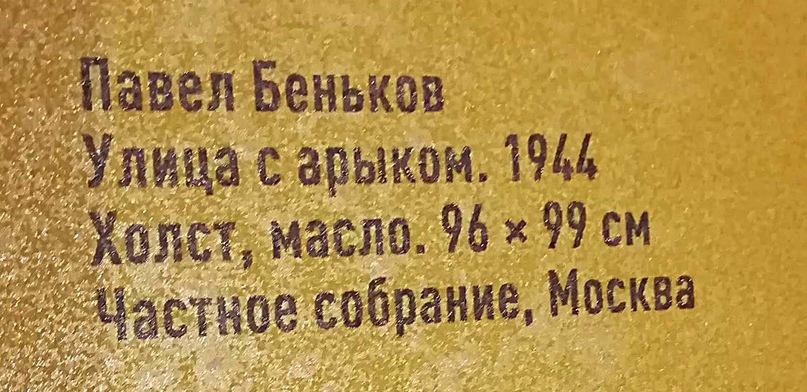 Павел Беньков
Улица с арыком. 1944
Холст, масло. 96 × 99 см
Частное собрание, Москва